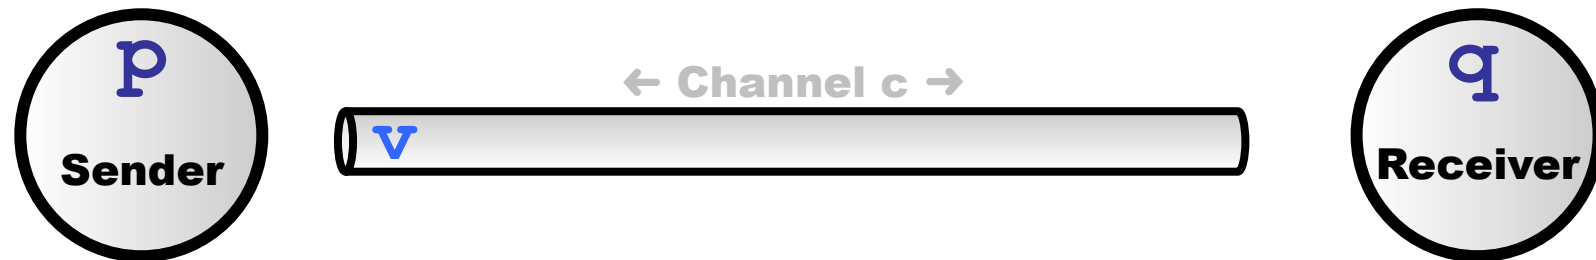 p
Sender
← Channel c →
v
q
Receiver